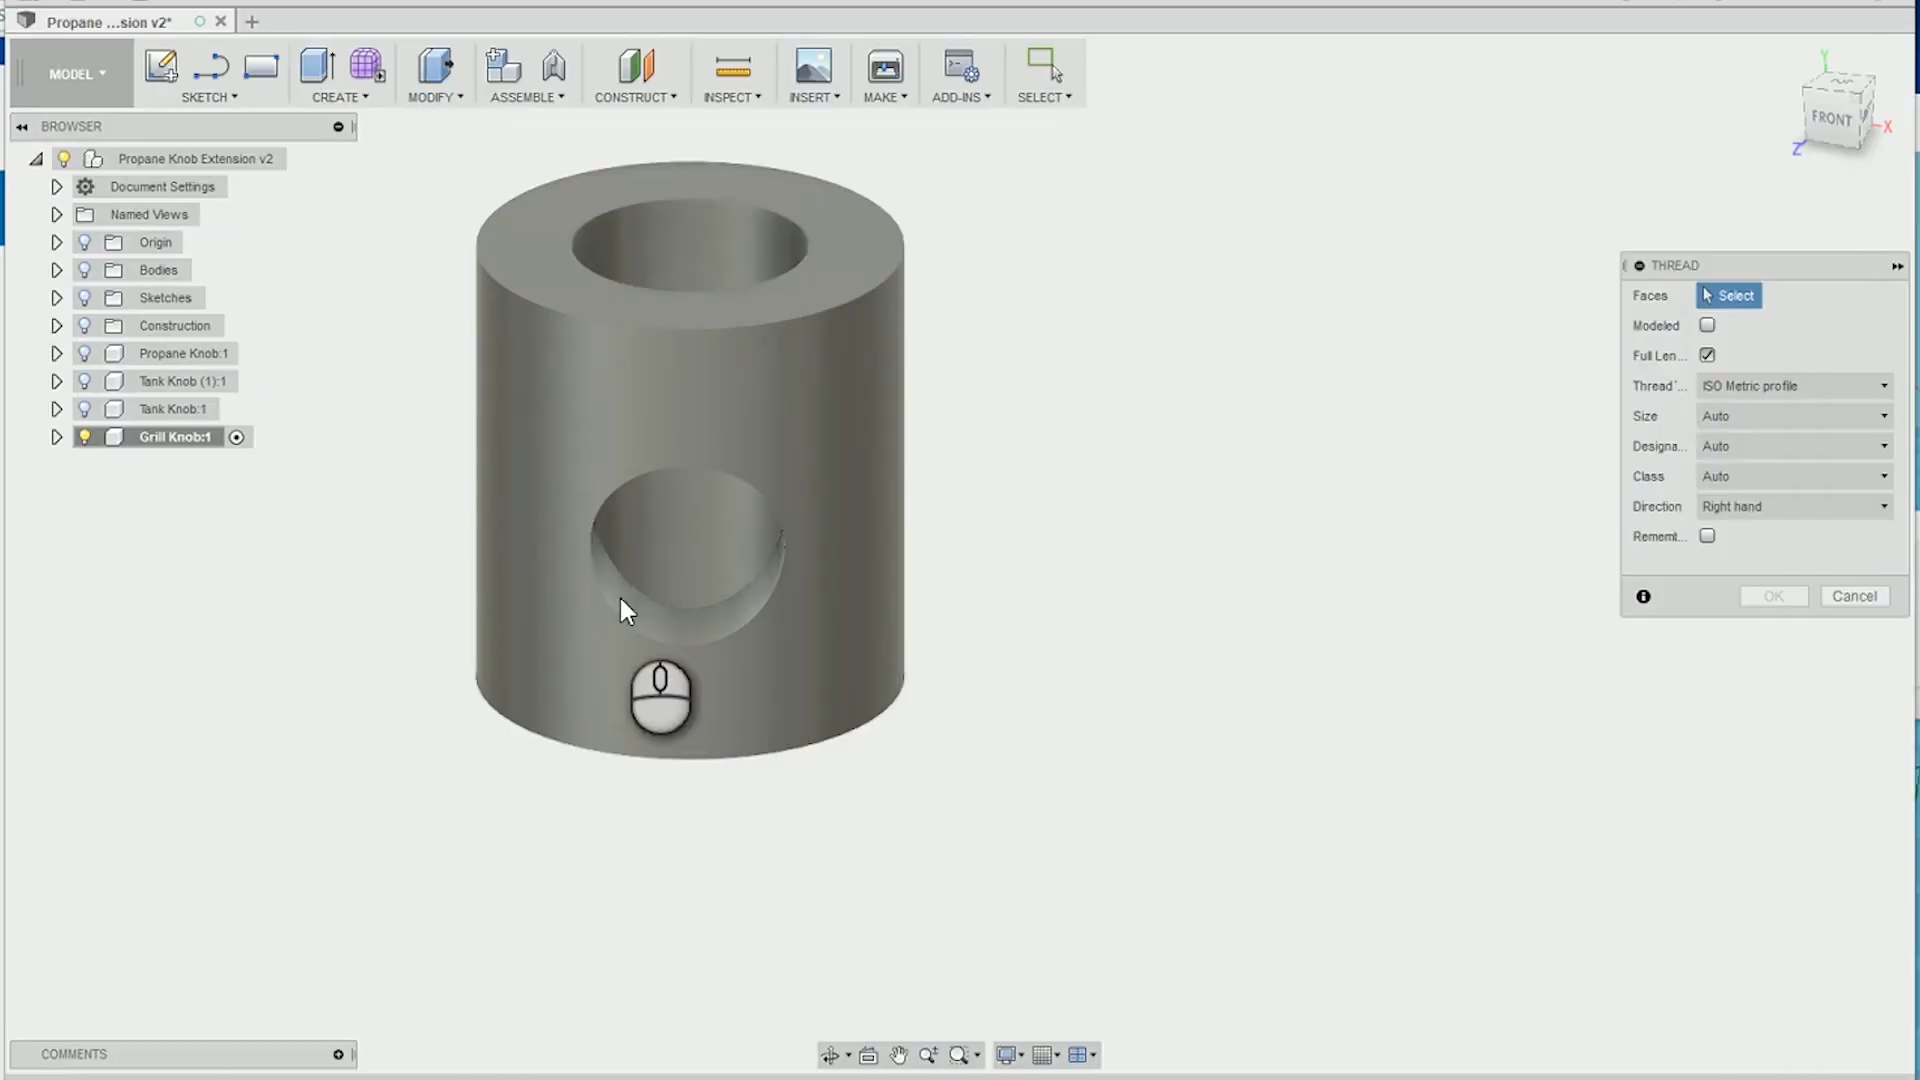 Propane ...sion v2*
MODEL
SKETCH
CREATE
MODIFY
ASSEMBLE
CONSTRUCT
INSPECT
INSERT
MAKE
ADD-INS
SELECT
BROWSER
Propane Knob Extension v2
Document Settings
Named Views
Origin
Bodies
Sketches
Construction
Propane Knob:1
Tank Knob (1):1
Tank Knob:1
Grill Knob:1
Y
FRONT
X
Z
THREAD
Faces Select
Modeled
Full Len...
Thread`... ISO Metric profile
Size Auto
Designa... Auto
Class Auto
Direction Right hand
Rememt...
OK Cancel
COMMENTS